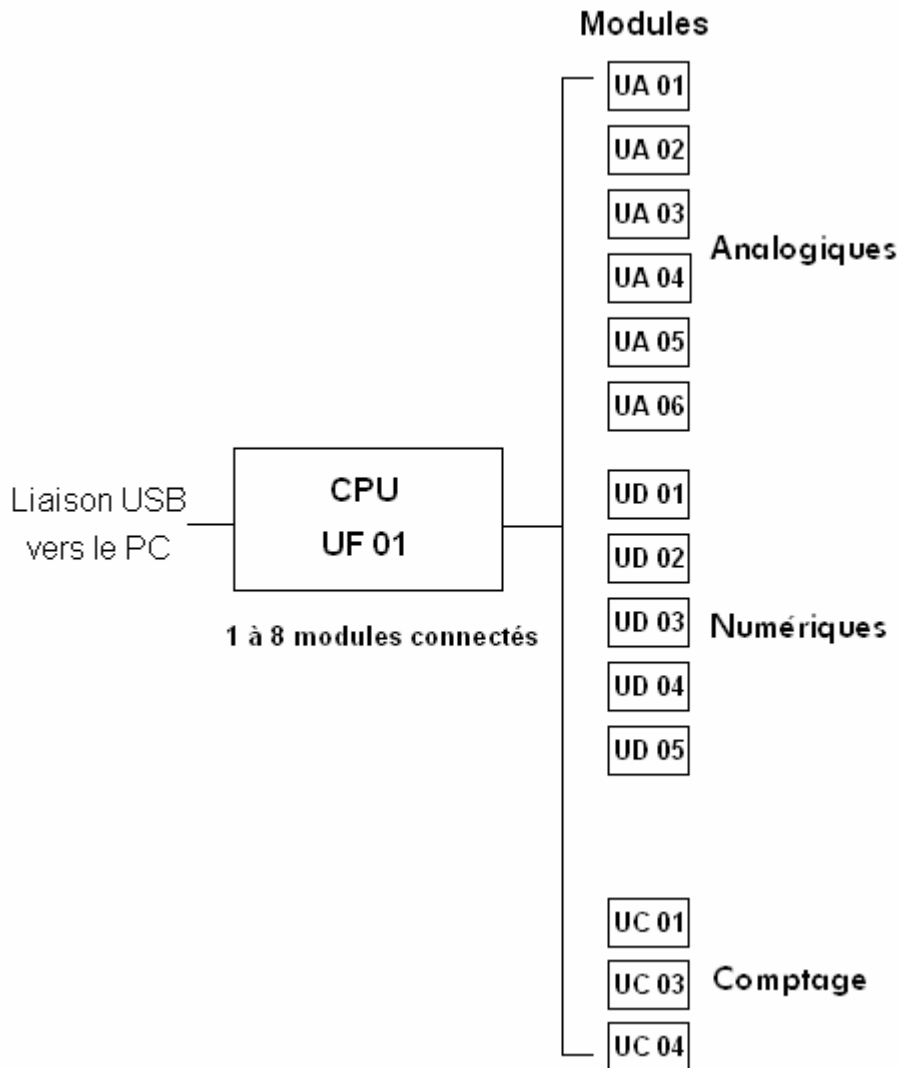 Modules
UA 01
UA 02
UA 03
Analogiques
UA 04
UA 05
UA 06
Liaison USB
vers le PC
CPU
UF 01
1 à 8 modules connectés
UD 01
UD 02
UD 03
Numériques
UD 04
UD 05
UC 01
UC 03
Comptage
UC 04